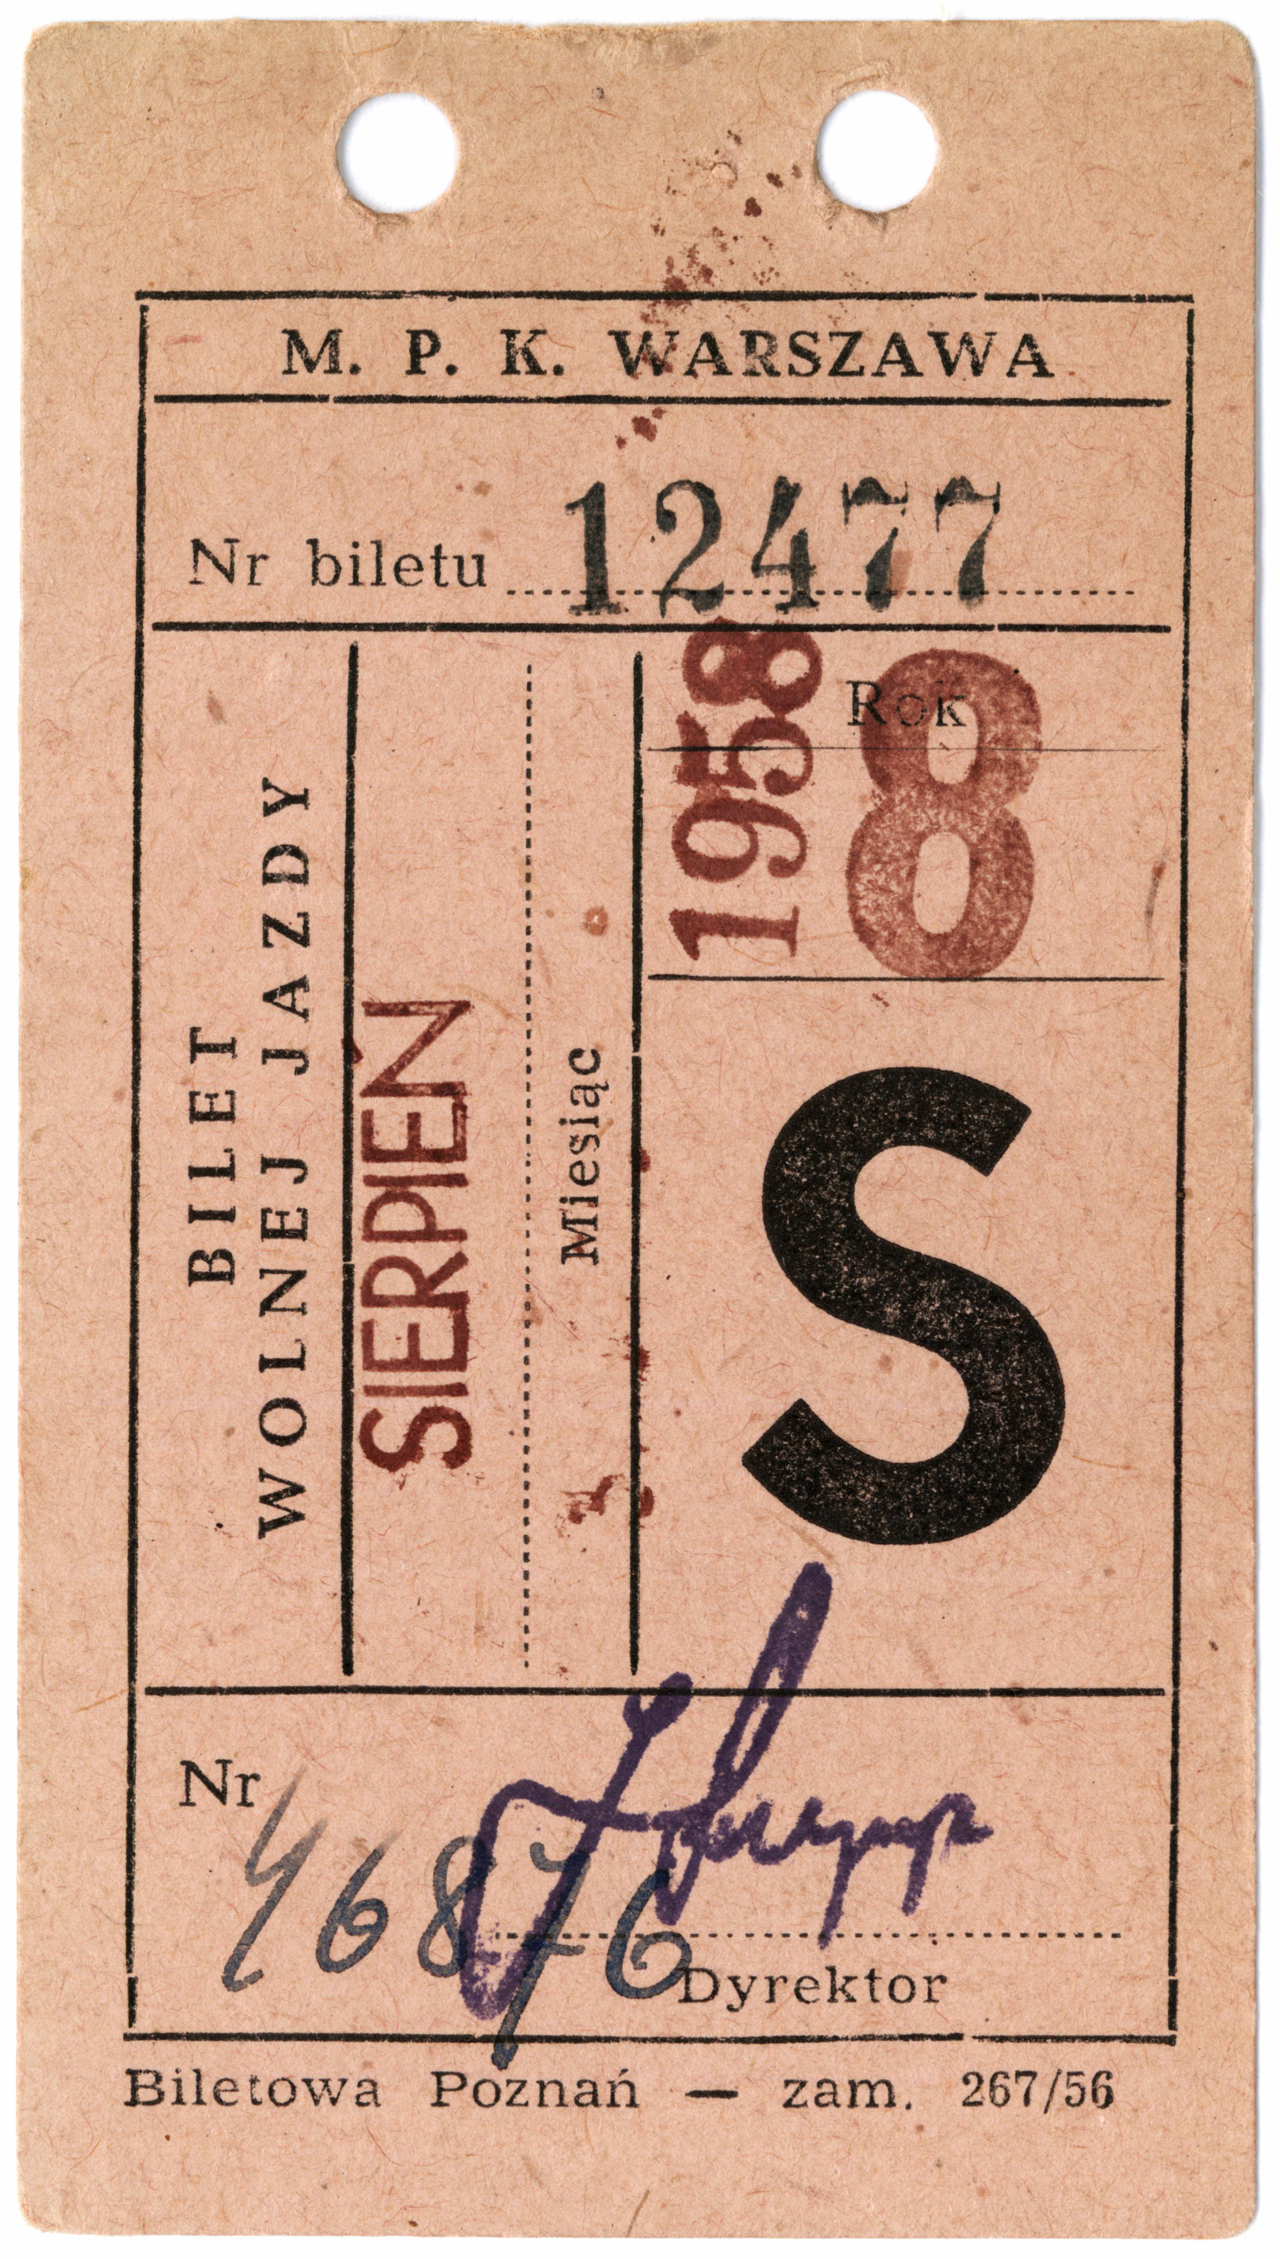 M. P. K. WARSZAWA
Nr biletu 12477
BILET
WOLNEJ JAZDY
SIERPIEŃ
Miesiąc
Rok
1958
8
S
Nr
46876
Dyrektor
Biletowa Poznań — zam. 267/56